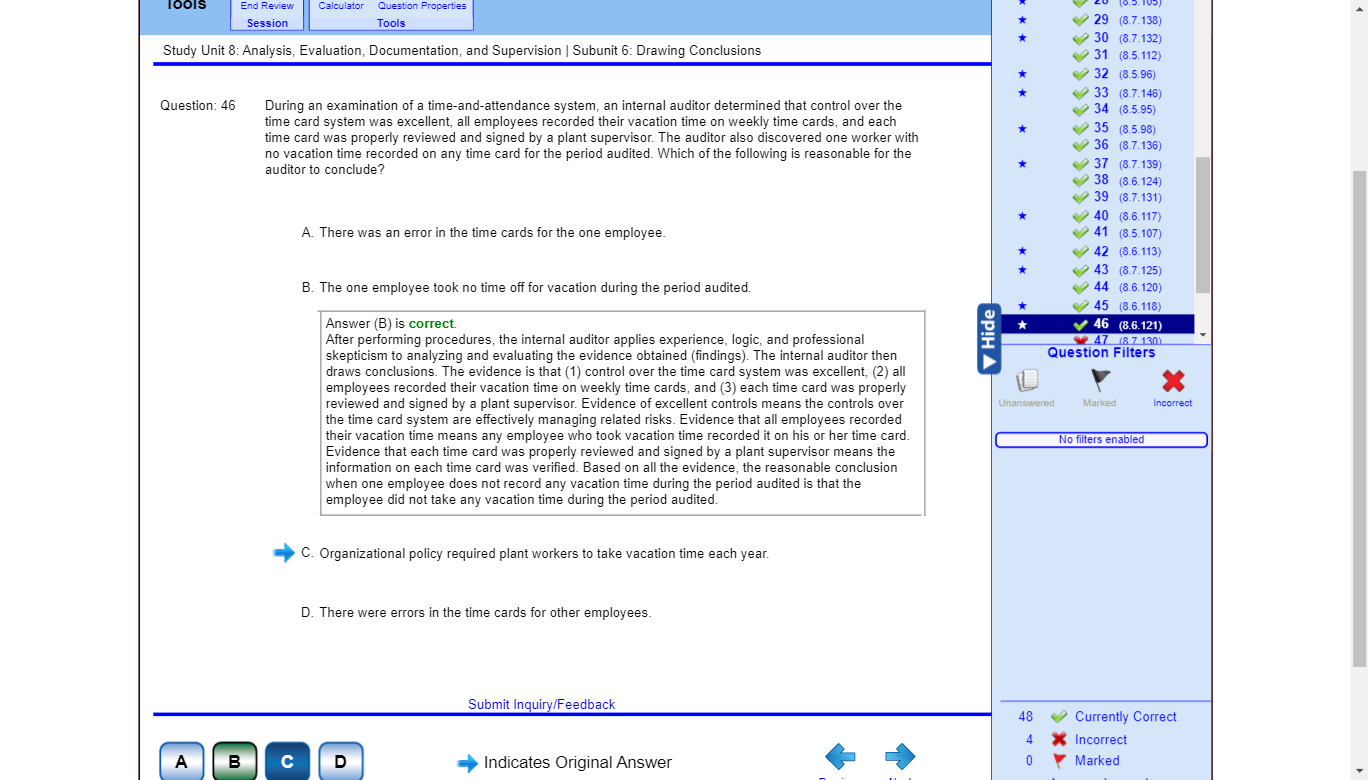 Tools
End Review
Session
Calculator Question Properties
Tools
Study Unit 8: Analysis, Evaluation, Documentation, and Supervision | Subunit 6: Drawing Conclusions
Question: 46
During an examination of a time-and-attendance system, an internal auditor determined that control over the
time card system was excellent, all employees recorded their vacation time on weekly time cards, and each
time card was properly reviewed and signed by a plant supervisor. The auditor also discovered one worker with
no vacation time recorded on any time card for the period audited. Which of the following is reasonable for the
auditor to conclude?
A. There was an error in the time cards for the one employee.
B. The one employee took no time off for vacation during the period audited.
Answer (B) is correct.
After performing procedures, the internal auditor applies experience, logic, and professional
skepticism to analyzing and evaluating the evidence obtained (findings). The internal auditor then
draws conclusions. The evidence is that (1) control over the time card system was excellent, (2) all
employees recorded their vacation time on weekly time cards, and (3) each time card was properly
reviewed and signed by a plant supervisor. Evidence of excellent controls means the controls over
the time card system are effectively managing related risks. Evidence that all employees recorded
their vacation time means any employee who took vacation time recorded it on his or her time card.
Evidence that each time card was properly reviewed and signed by a plant supervisor means the
information on each time card was verified. Based on all the evidence, the reasonable conclusion
when one employee does not record any vacation time during the period audited is that the
employee did not take any vacation time during the period audited.
C. Organizational policy required plant workers to take vacation time each year.
D. There were errors in the time cards for other employees.
Submit Inquiry/Feedback
A
B
C
D
Indicates Original Answer
28 (8.5.105)
29 (8.7.138)
30 (8.7.132)
31 (8.5.112)
32 (8.5.96)
33 (8.7.146)
34 (8.5.95)
35 (8.5.98)
36 (8.7.136)
37 (8.7.139)
38 (8.6.124)
39 (8.7.131)
40 (8.6.117)
41 (8.5.107)
42 (8.6.113)
43 (8.7.125)
44 (8.6.120)
45 (8.6.118)
46 (8.6.121)
47 (8.7.130)
Hide
Question Filters
Unanswered
Marked
Incorrect
No filters enabled
48 Currently Correct
4 Incorrect
0 Marked